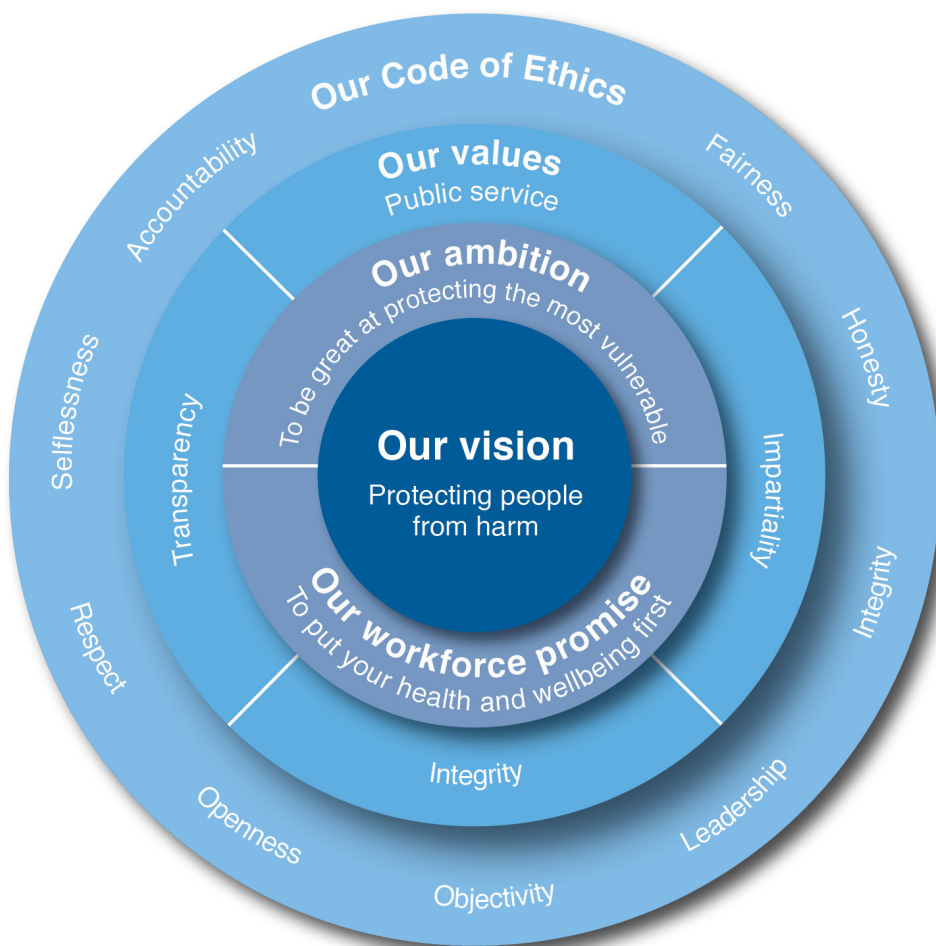 Our Code of Ethics
Accountability
Fairness
Honesty
Integrity
Leadership
Objectivity
Openness
Respect
Selflessness
Our values
Public service
Impartiality
Integrity
Transparency
Our ambition
To be great at protecting the most vulnerable
Our vision
Protecting people
from harm
Our workforce promise
To put your health and wellbeing first